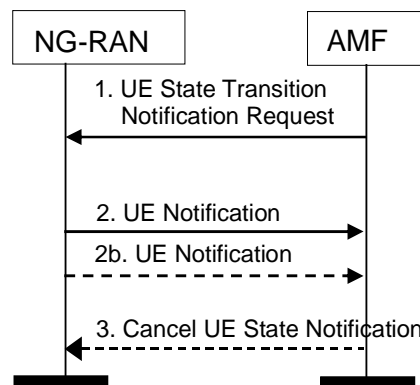 NG-RAN
AMF
1. UE State Transition
Notification Request
2. UE Notification
2b. UE Notification
3. Cancel UE State Notification